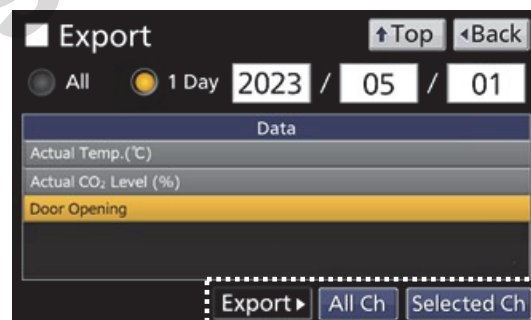 Export ↑Top ◂Back
All 1 Day 2023 / 05 / 01
Data
Actual Temp.(℃)
Actual CO₂ Level (%)
Door Opening
Export▸ All Ch Selected Ch